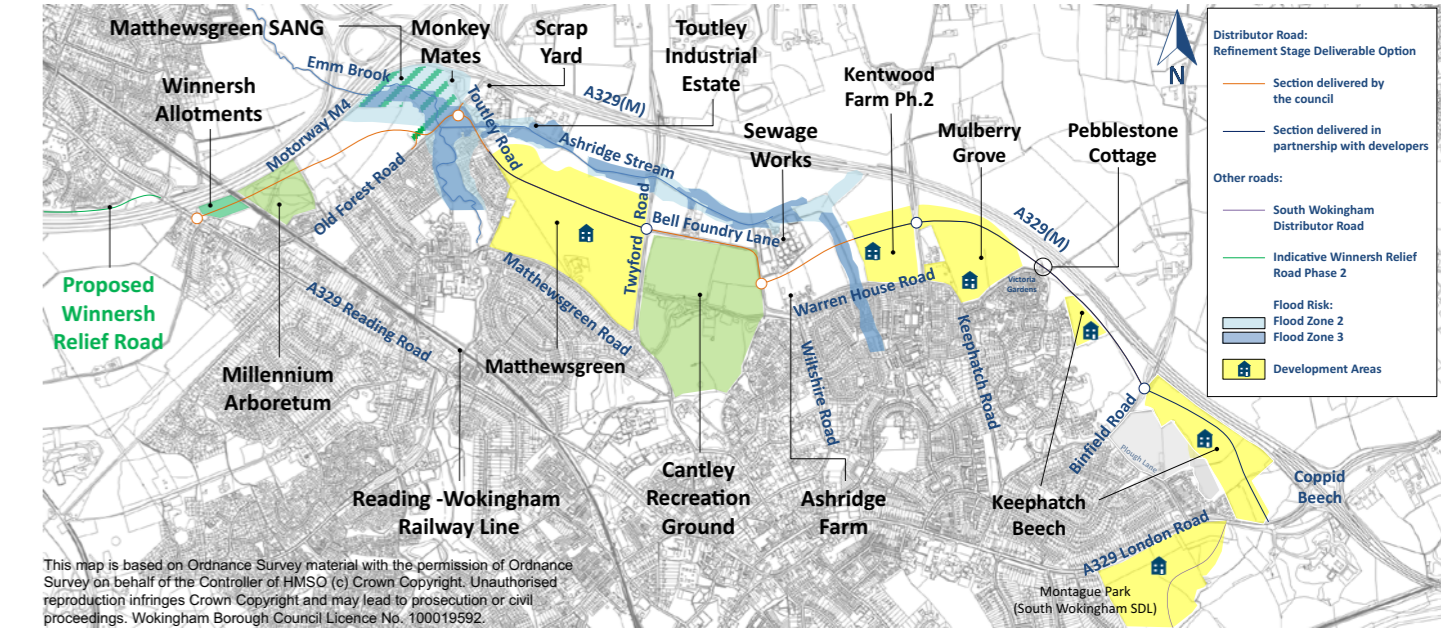 Matthewsgreen SANG
Monkey
Mates
Scrap
Yard
Toutley
Industrial
Estate
Emm Brook
Winnersh
Allotments
Motorway M4
Toutley Road
A329(M)
Kentwood
Farm Ph.2
Mulberry
Grove
Pebblestone
Cottage
Sewage
Works
Ashridge Stream
Old Forest Road
Twyford Road
Bell Foundry Lane
A329(M)
Victoria
Gardens
Warren House Road
Proposed
Winnersh
Relief Road
A329 Reading Road
Matthewsgreen Road
Matthewsgreen
Millennium
Arboretum
Wiltshire Road
Keephatch Road
Binfield Road
Plough Lane
Coppid
Beech
Reading -Wokingham
Railway Line
Cantley
Recreation
Ground
Ashridge
Farm
Keephatch
Beech
A329 London Road
Montague Park
(South Wokingham SDL)
N
Distributor Road:
Refinement Stage Deliverable Option
Section delivered by
the council
Section delivered in
partnership with developers
Other roads:
South Wokingham
Distributor Road
Indicative Winnersh Relief
Road Phase 2
Flood Risk:
Flood Zone 2
Flood Zone 3
Development Areas
This map is based on Ordnance Survey material with the permission of Ordnance
Survey on behalf of the Controller of HMSO (c) Crown Copyright. Unauthorised
reproduction infringes Crown Copyright and may lead to prosecution or civil
proceedings. Wokingham Borough Council Licence No. 100019592.